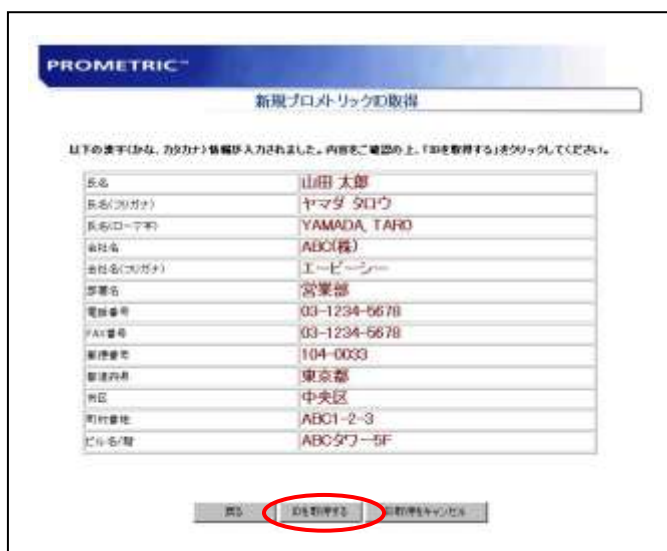 PROMETRIC™
新規プロメトリックID取得
以下の漢字(かな、カタカナ)情報が入力されました。内容をご確認の上、「IDを取得する」をクリックしてください。
氏名 山田 太郎
氏名(フリガナ) ヤマダ タロウ
氏名(ローマ字) YAMADA, TARO
会社名 ABC(株)
会社名(フリガナ) エービーシー
部署名 営業部
電話番号 03-1234-5678
FAX番号 03-1234-5678
郵便番号 104-0033
都道府県 東京都
市区 中央区
町村番地 ABC1-2-3
ビル名/階 ABCタワー5F
戻る IDを取得する ID取得をキャンセル